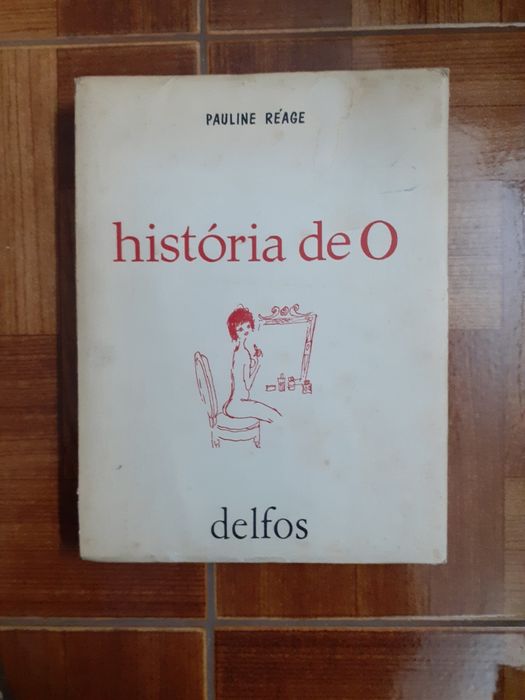 PAULINE RÉAGE
história de O
delfos